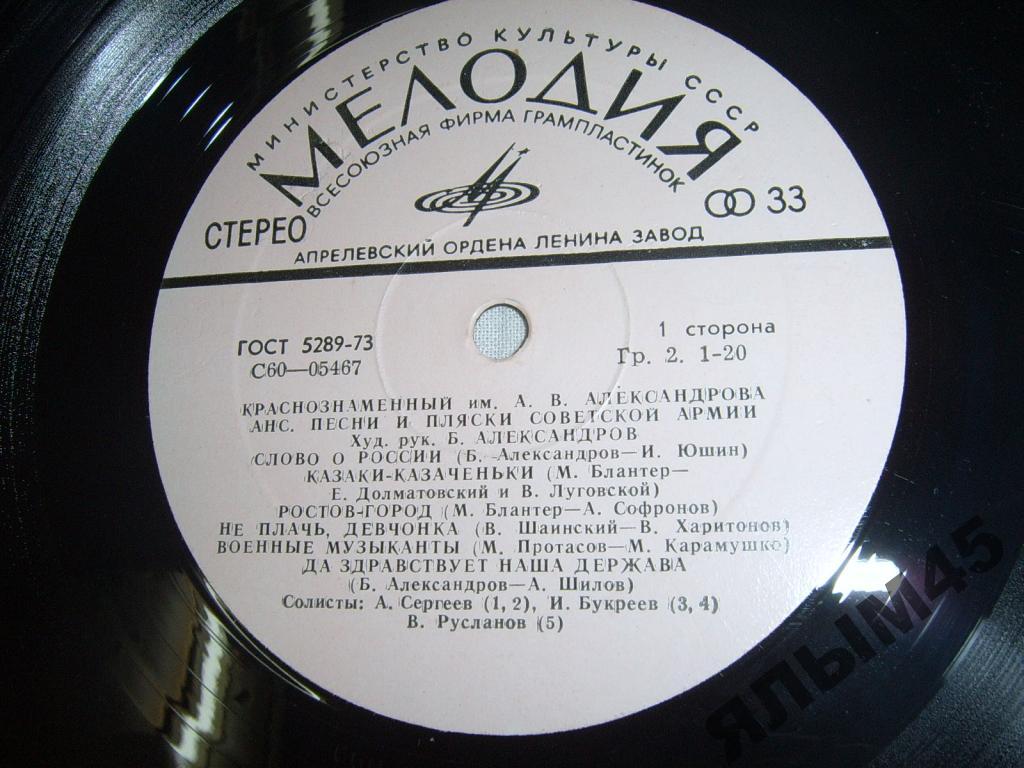 МИНИСТЕРСТВО КУЛЬТУРЫ СССР
МЕЛОДИЯ
ВСЕСОЮЗНАЯ ФИРМА ГРАМПЛАСТИНОК
СТЕРЕО
33
АПРЕЛЕВСКИЙ ОРДЕНА ЛЕНИНА ЗАВОД
ГОСТ 5289-73
1 сторона
С60—05467
Гр. 2. 1-20
КРАСНОЗНАМЕННЫЙ им. А. В. АЛЕКСАНДРОВА
АНС. ПЕСНИ И ПЛЯСКИ СОВЕТСКОЙ АРМИИ
Худ. рук. Б. АЛЕКСАНДРОВ
СЛОВО О РОССИИ (Б. Александров—И. Юшин)
КАЗАКИ-КАЗАЧЕНЬКИ (М. Блантер—
Е. Долматовский и В. Луговской)
РОСТОВ-ГОРОД (М. Блантер—А. Софронов)
НЕ ПЛАЧЬ, ДЕВЧОНКА (В. Шаинский—В. Харитонов)
ВОЕННЫЕ МУЗЫКАНТЫ (М. Протасов—М. Карамушко)
ДА ЗДРАВСТВУЕТ НАША ДЕРЖАВА
(Б. Александров—А. Шилов)
Солисты: А. Сергеев (1, 2), И. Букреев (3, 4)
В. Русланов (5)
ЯЛЫМ45